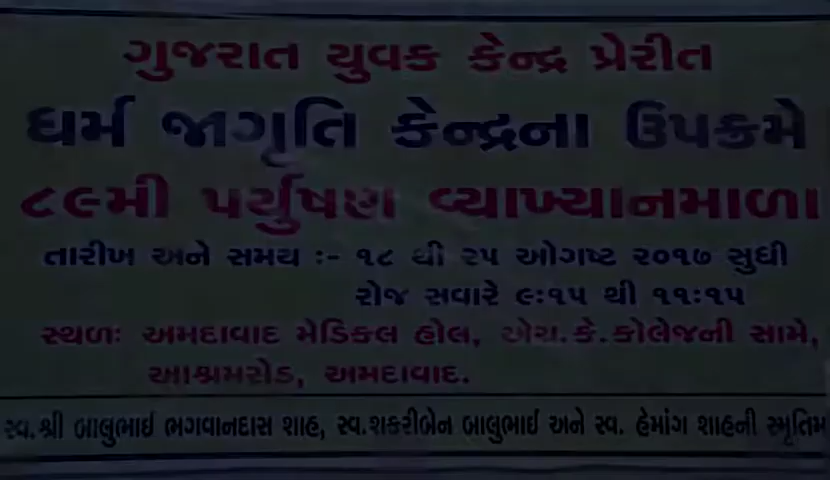 ગુજરાત યુવક કેન્દ્ર પ્રેરીત
ધર્મ જાગૃતિ કેન્દ્રના ઉપક્રમે
૮૯મી પર્યુષણ વ્યાખ્યાનમાળા
તારીખ અને સમય :- ૧૮ થી ૨૫ ઓગષ્ટ ૨૦૧૭ સુધી
રોજ સવારે ૯:૧૫ થી ૧૧:૧૫
સ્થળઃ અમદાવાદ મેડિકલ હોલ, એચ.કે.કોલેજની સામે,
આશ્રમરોડ, અમદાવાદ.
સ્વ.શ્રી બાલુભાઈ ભગવાનદાસ શાહ, સ્વ.શકરીબેન બાલુભાઈ અને સ્વ. હેમાંગ શાહની